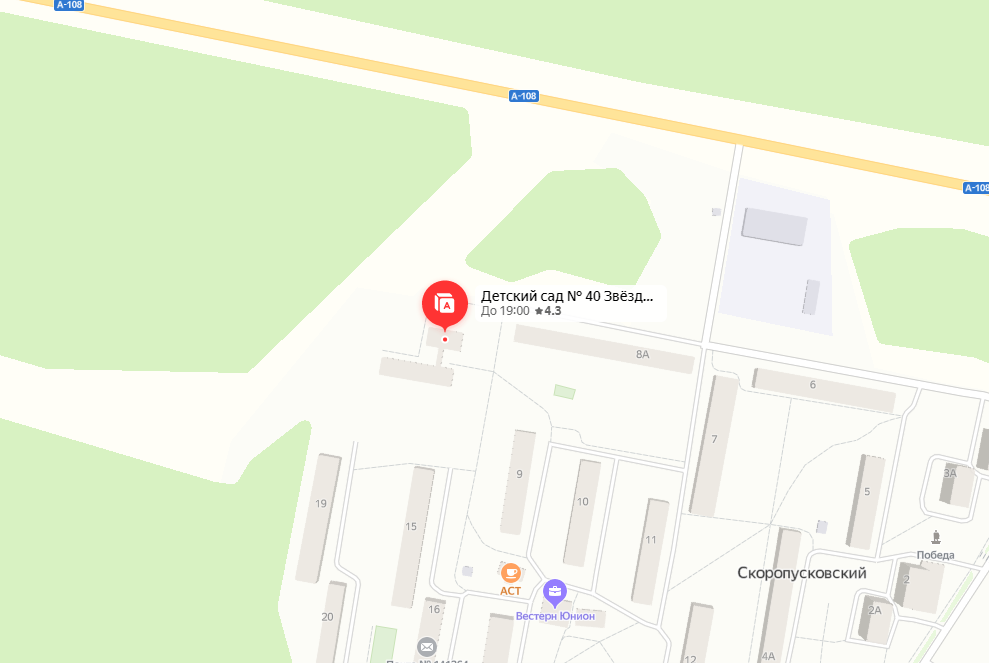 А-108
А-108
А-108
Детский сад № 40 Звёзд...
До 19:00 ★4.3
8А
6
7
9
10
5
3А
19
15
11
Победа
Скоропусковский
АСТ
2
Вестерн Юнион
2А
20
16
12
4А